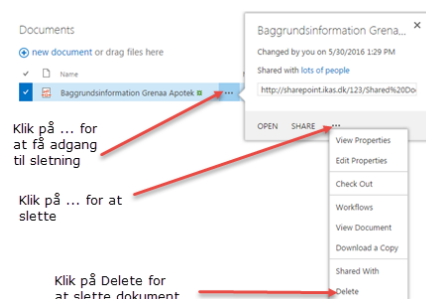 Documents
new document or drag files here
Name
Baggrundsinformation Grenaa Apotek
...
Baggrundsinformation Grena... ×
Changed by you on 5/30/2016 1:29 PM
Shared with lots of people
http://sharepoint.ikas.dk/123/Shared%20Do
OPEN SHARE ...
View Properties
Edit Properties
Check Out
Workflows
View Document
Download a Copy
Shared With
Delete
Klik på ... for
at få adgang
til sletning
Klik på ... for at
slette
Klik på Delete for
at slette dokument